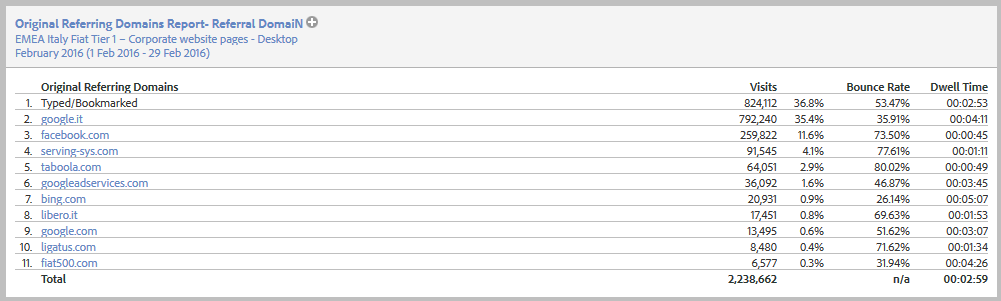 Original Referring Domains Report- Referral DomaiN
EMEA Italy Fiat Tier 1 – Corporate website pages - Desktop
February 2016 (1 Feb 2016 - 29 Feb 2016)
Original Referring Domains Visits Bounce Rate Dwell Time
1. Typed/Bookmarked 824,112 36.8% 53.47% 00:02:53
2. google.it 792,240 35.4% 35.91% 00:04:11
3. facebook.com 259,822 11.6% 73.50% 00:00:45
4. serving-sys.com 91,545 4.1% 77.61% 00:01:11
5. taboola.com 64,051 2.9% 80.02% 00:00:49
6. googleadservices.com 36,092 1.6% 46.87% 00:03:45
7. bing.com 20,931 0.9% 26.14% 00:05:07
8. libero.it 17,451 0.8% 69.63% 00:01:53
9. google.com 13,495 0.6% 51.62% 00:03:07
10. ligatus.com 8,480 0.4% 71.62% 00:01:34
11. fiat500.com 6,577 0.3% 31.94% 00:04:26
Total 2,238,662 n/a 00:02:59